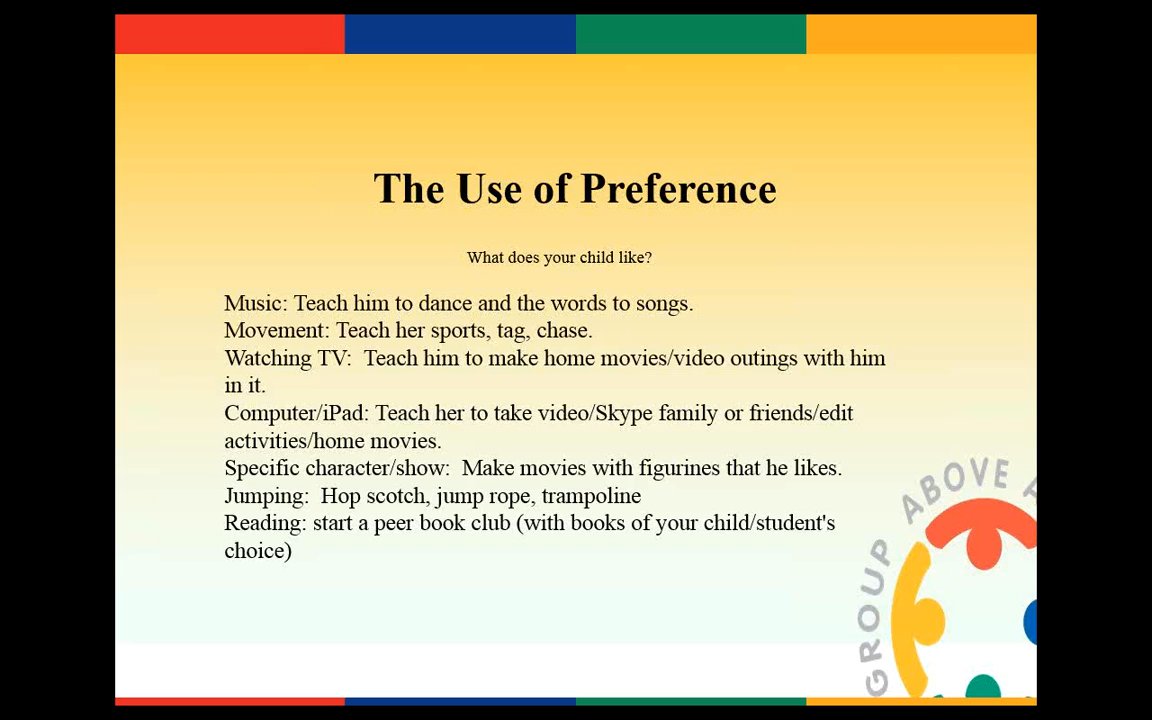 The Use of Preference
What does your child like?
Music: Teach him to dance and the words to songs.
Movement: Teach her sports, tag, chase.
Watching TV:  Teach him to make home movies/video outings with him
in it.
Computer/iPad: Teach her to take video/Skype family or friends/edit
activities/home movies.
Specific character/show:  Make movies with figurines that he likes.
Jumping:  Hop scotch, jump rope, trampoline
Reading: start a peer book club (with books of your child/student's
choice)
GROUP ABOVE A